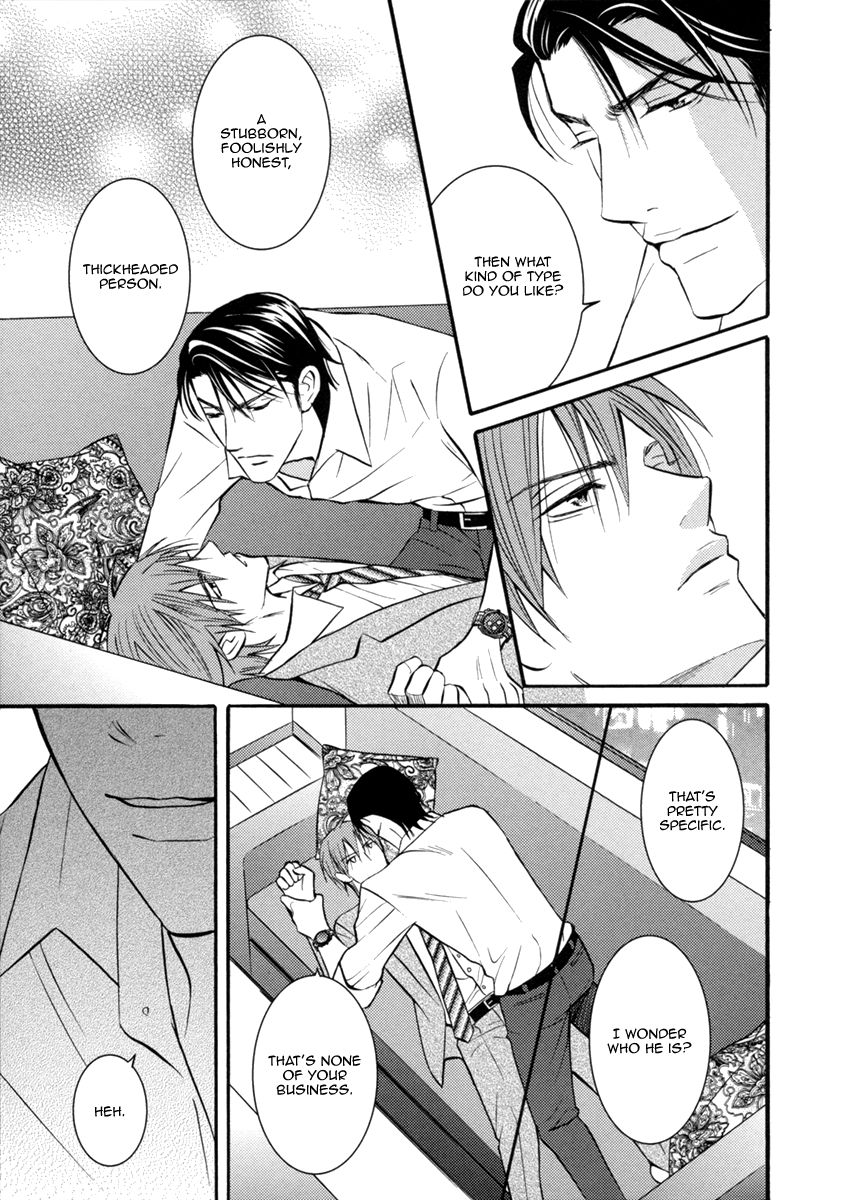 THEN WHAT
KIND OF TYPE
DO YOU LIKE?
A
STUBBORN,
FOOLISHLY
HONEST,
THICKHEADED
PERSON.
THAT'S
PRETTY
SPECIFIC.
I WONDER
WHO HE IS?
THAT'S NONE
OF YOUR
BUSINESS.
HEH.